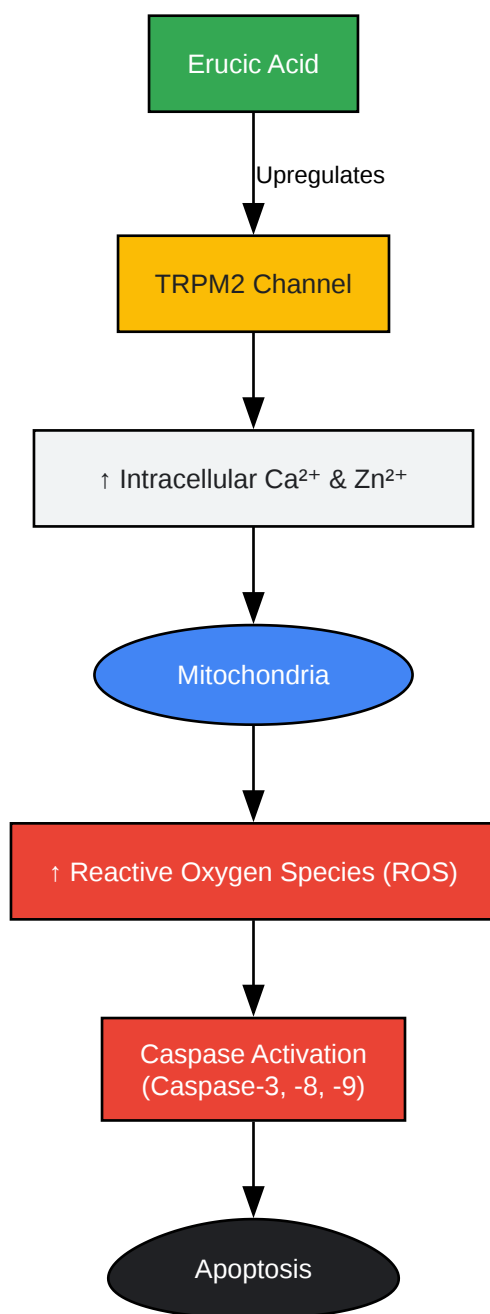 Erucic Acid
Upregulates
TRPM2 Channel
↑ Intracellular Ca²⁺ & Zn²⁺
Mitochondria
↑ Reactive Oxygen Species (ROS)
Caspase Activation
(Caspase-3, -8, -9)
Apoptosis